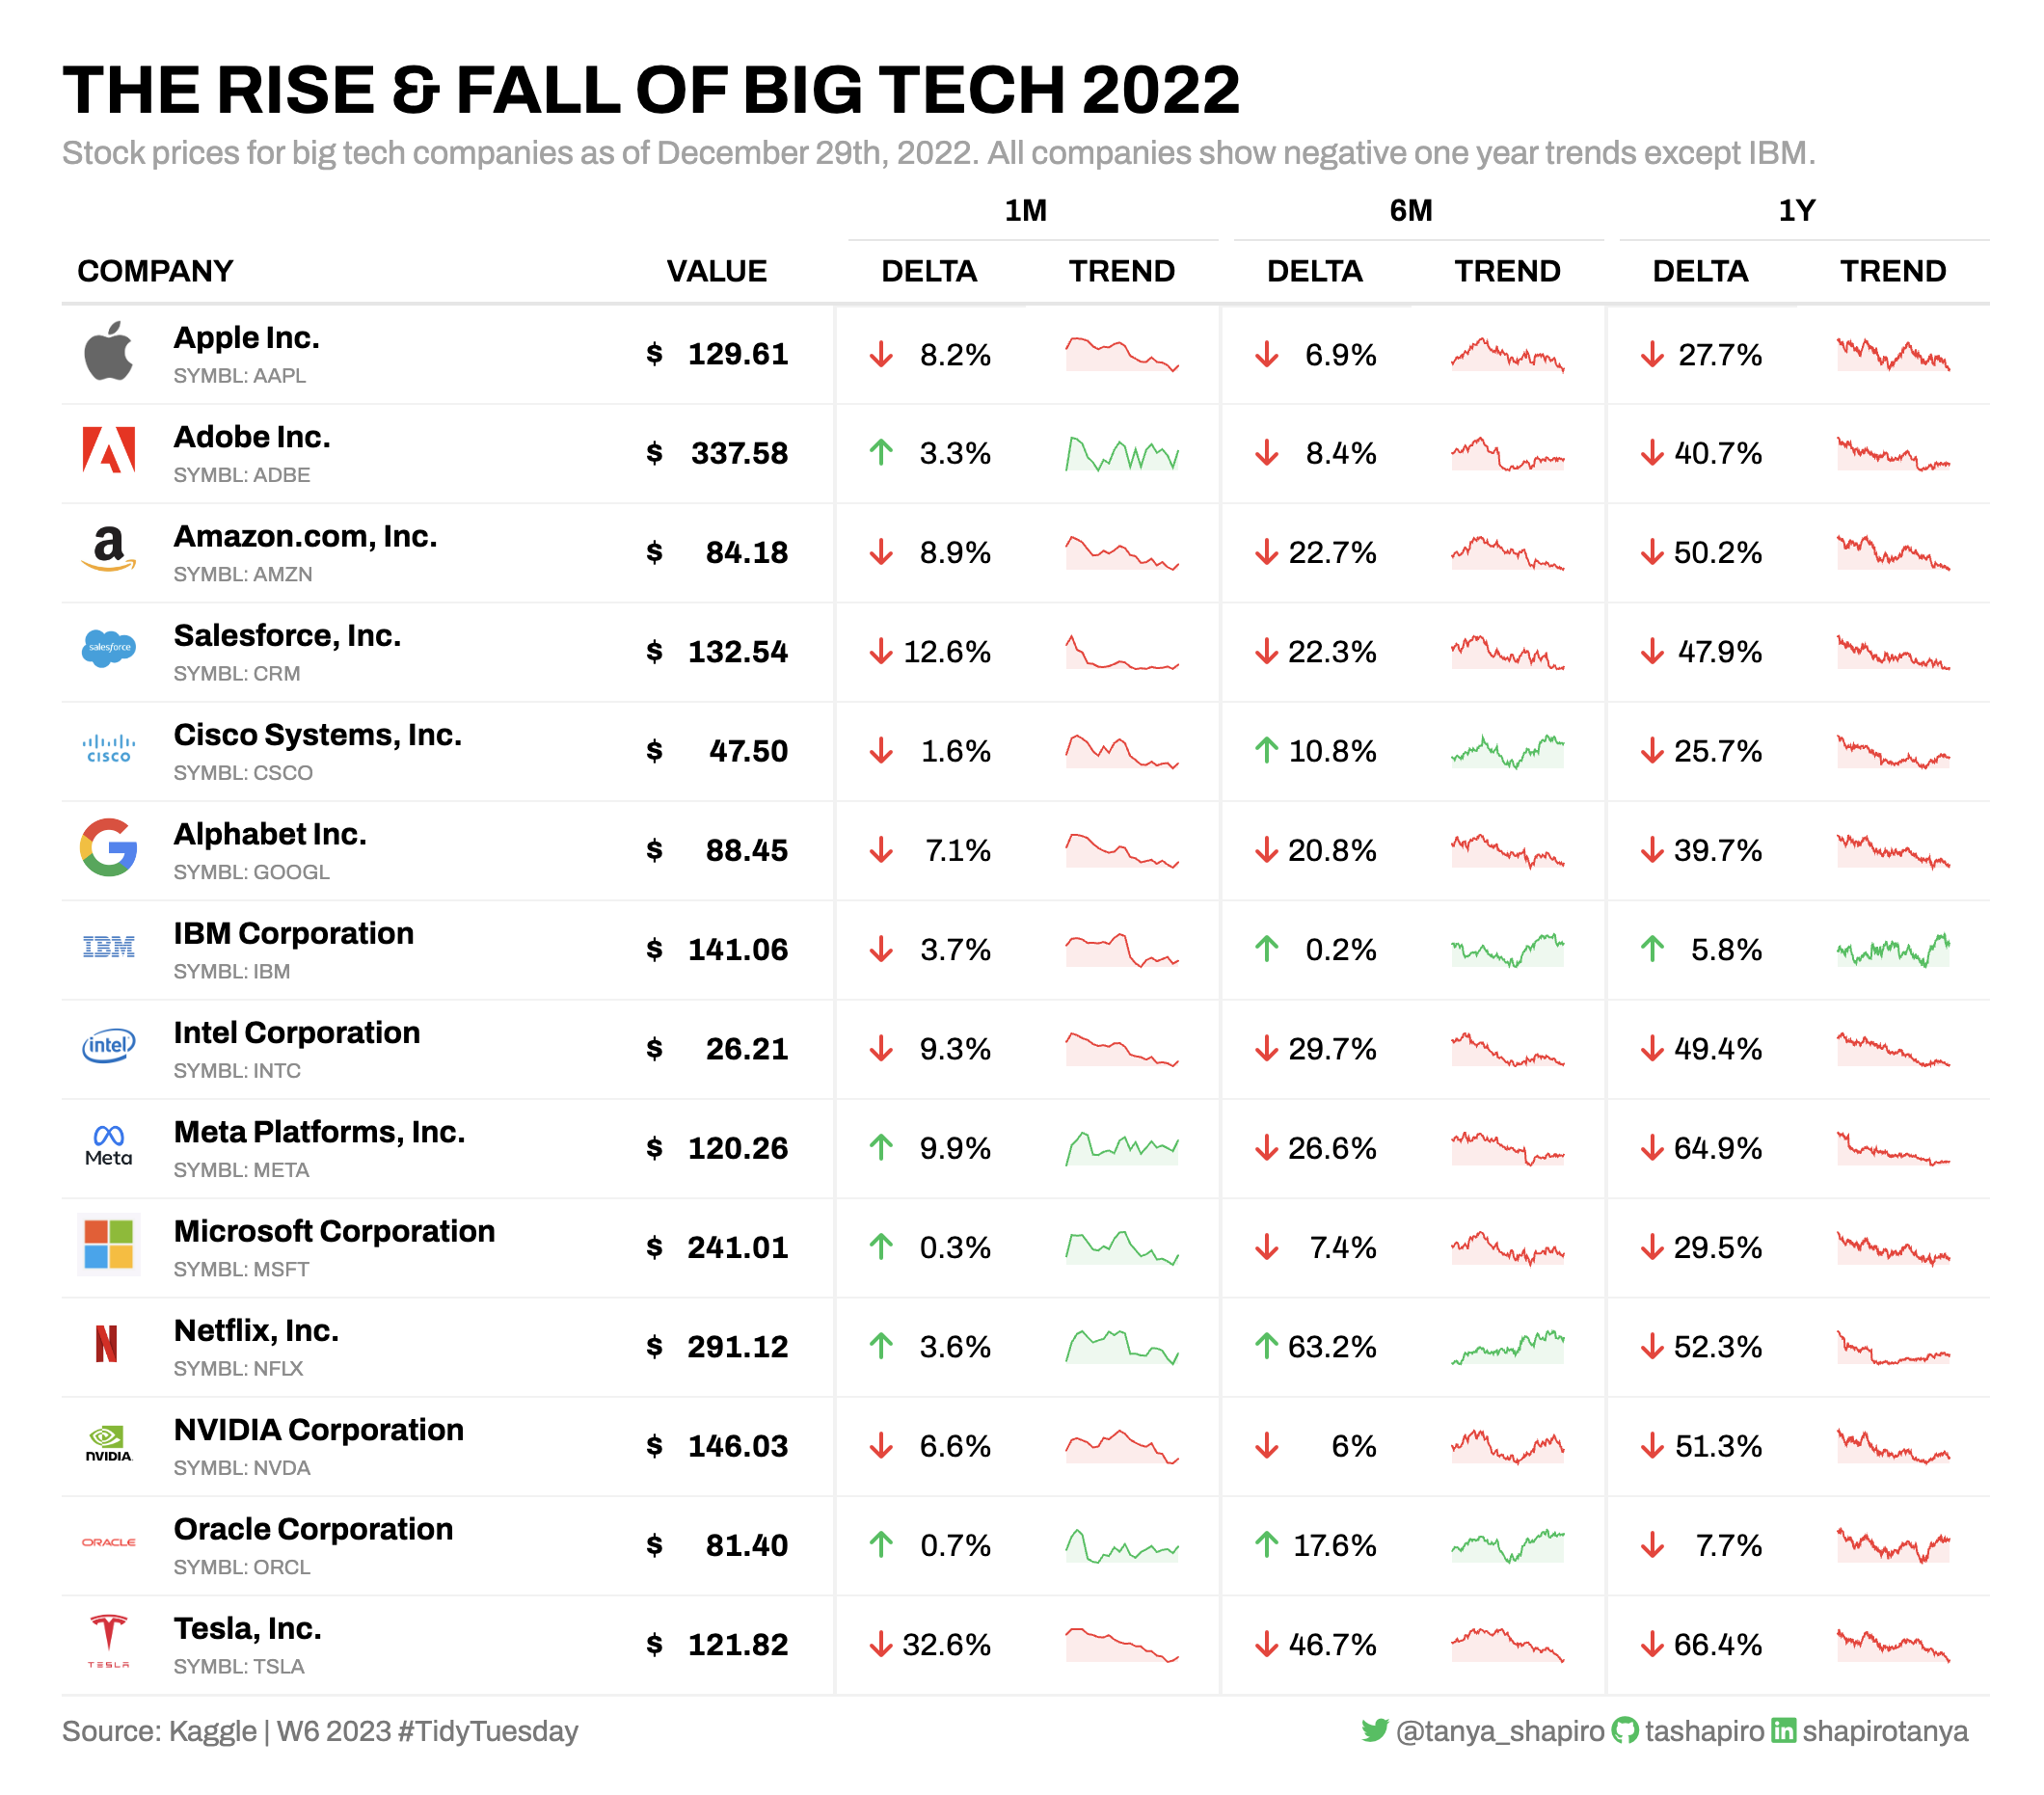 THE RISE & FALL OF BIG TECH 2022
Stock prices for big tech companies as of December 29th, 2022. All companies show negative one year trends except IBM.
1M 6M 1Y
COMPANY VALUE DELTA TREND DELTA TREND DELTA TREND
Apple Inc. $ 129.61 ↓ 8.2% ↓ 6.9% ↓ 27.7%
SYMBL: AAPL
Adobe Inc. $ 337.58 ↑ 3.3% ↓ 8.4% ↓ 40.7%
SYMBL: ADBE
a Amazon.com, Inc. $ 84.18 ↓ 8.9% ↓ 22.7% ↓ 50.2%
SYMBL: AMZN
salesforce Salesforce, Inc. $ 132.54 ↓ 12.6% ↓ 22.3% ↓ 47.9%
SYMBL: CRM
CISCO Cisco Systems, Inc. $ 47.50 ↓ 1.6% ↑ 10.8% ↓ 25.7%
SYMBL: CSCO
G Alphabet Inc. $ 88.45 ↓ 7.1% ↓ 20.8% ↓ 39.7%
SYMBL: GOOGL
IBM IBM Corporation $ 141.06 ↓ 3.7% ↑ 0.2% ↑ 5.8%
SYMBL: IBM
intel Intel Corporation $ 26.21 ↓ 9.3% ↓ 29.7% ↓ 49.4%
SYMBL: INTC
Meta Meta Platforms, Inc. $ 120.26 ↑ 9.9% ↓ 26.6% ↓ 64.9%
SYMBL: META
Microsoft Corporation $ 241.01 ↑ 0.3% ↓ 7.4% ↓ 29.5%
SYMBL: MSFT
N Netflix, Inc. $ 291.12 ↑ 3.6% ↑ 63.2% ↓ 52.3%
SYMBL: NFLX
NVIDIA NVIDIA Corporation $ 146.03 ↓ 6.6% ↓ 6% ↓ 51.3%
SYMBL: NVDA
ORACLE Oracle Corporation $ 81.40 ↑ 0.7% ↑ 17.6% ↓ 7.7%
SYMBL: ORCL
TESLA Tesla, Inc. $ 121.82 ↓ 32.6% ↓ 46.7% ↓ 66.4%
SYMBL: TSLA
Source: Kaggle | W6 2023 #TidyTuesday @tanya_shapiro tashapiro in shapirotanya